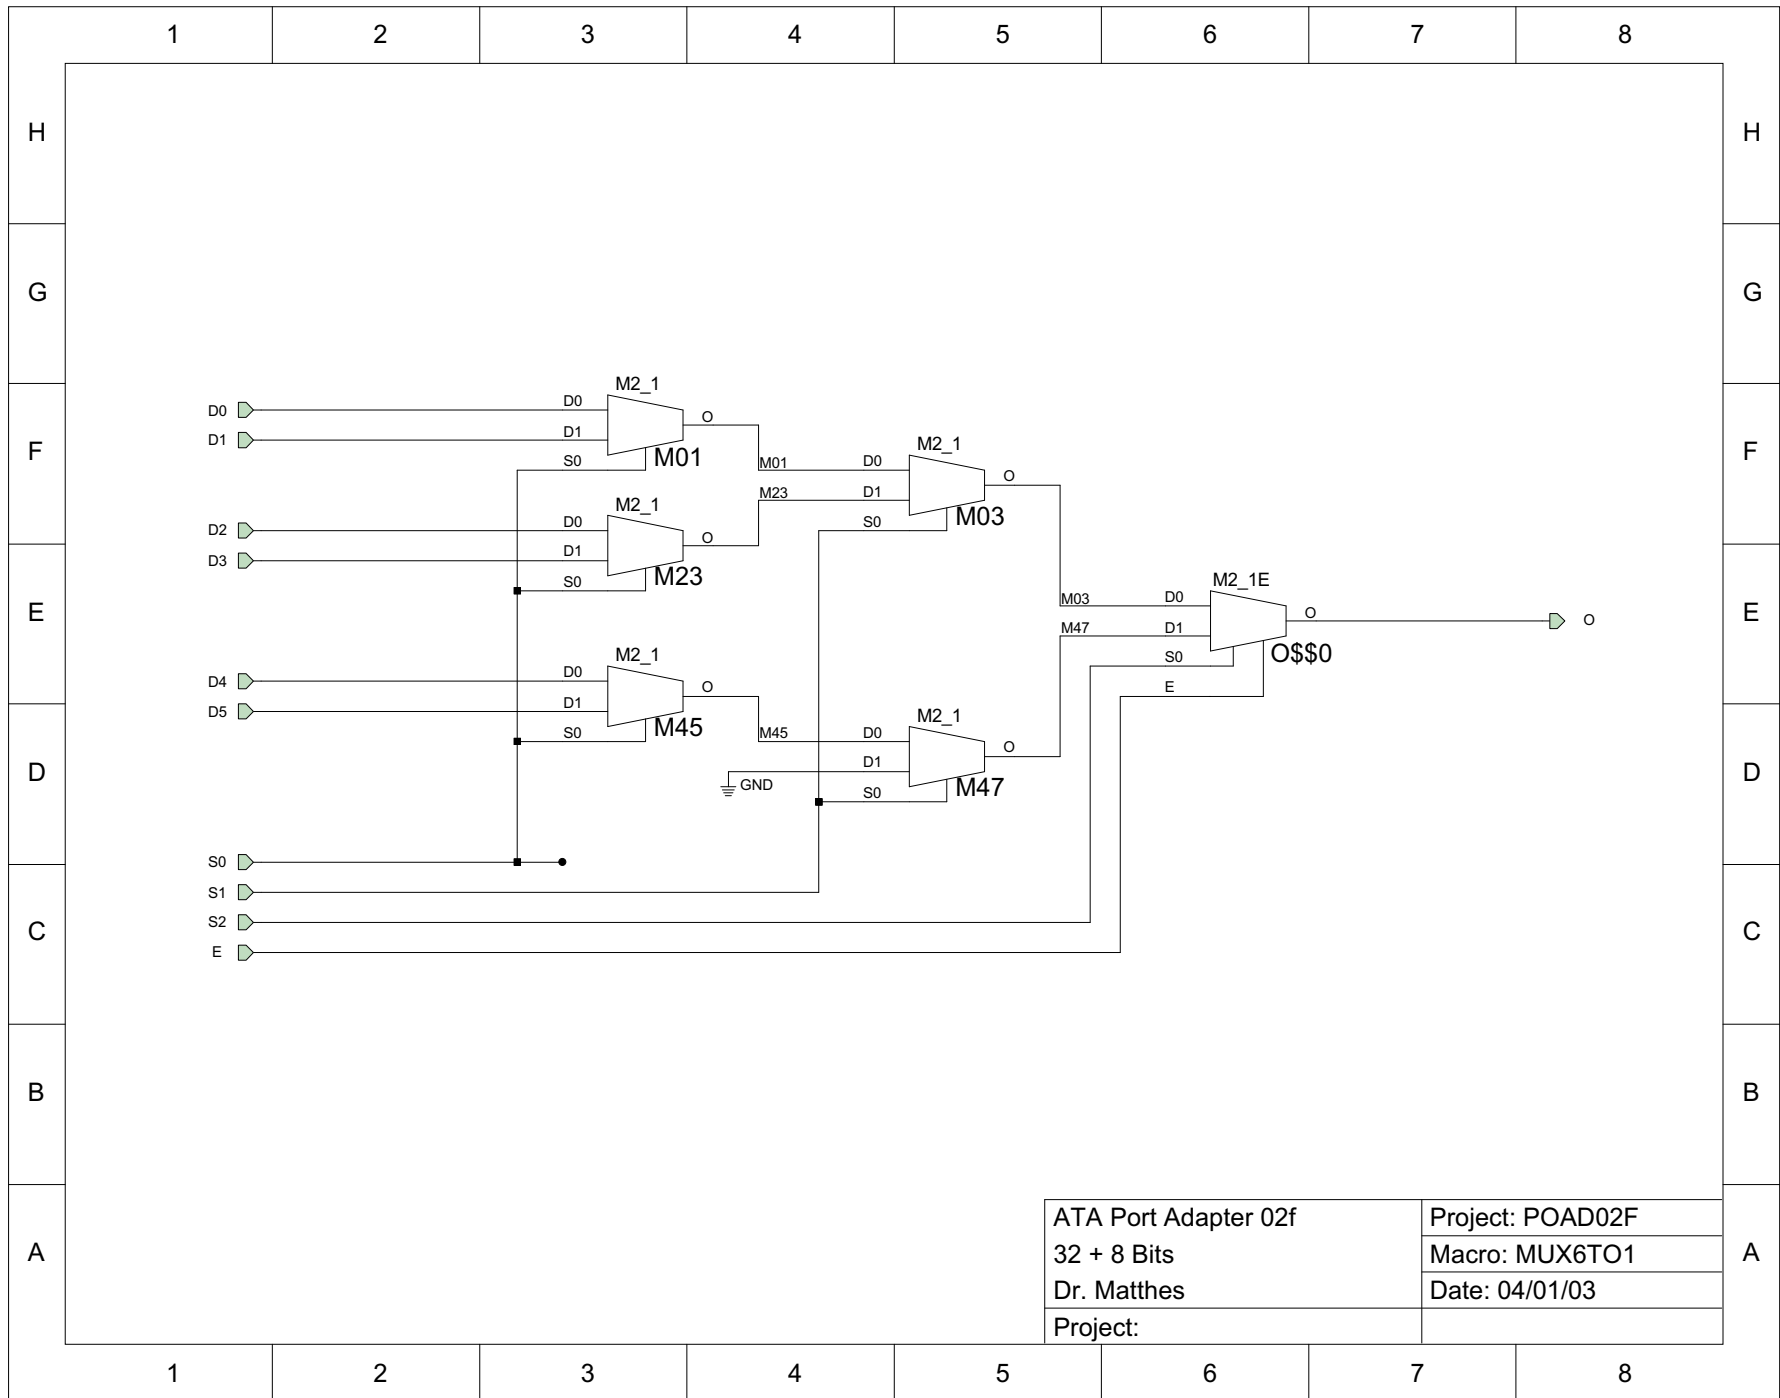 1 2 3 4 5 6 7 8
H H
G G
M2_1
D0 D0
O
D1 D1
F F
M2_1
S0 M01 M01 D0
O
M2_1 M23 D1
D2 D0 S0 M03
O
D3 D1
S0 M23 M2_1E
M03 D0
E O O E
M47 D1
M2_1 S0 O$$0
D4 D0 E
O
D5 D1
M2_1
S0 M45 M45 D0
O
D1
D D
GND S0 M47
S0
S1
S2
C C
E
B B
ATA Port Adapter 02f Project: POAD02F
32 + 8 Bits Macro: MUX6TO1
A A
Dr. Matthes Date: 04/01/03
Project:
1 2 3 4 5 6 7 8